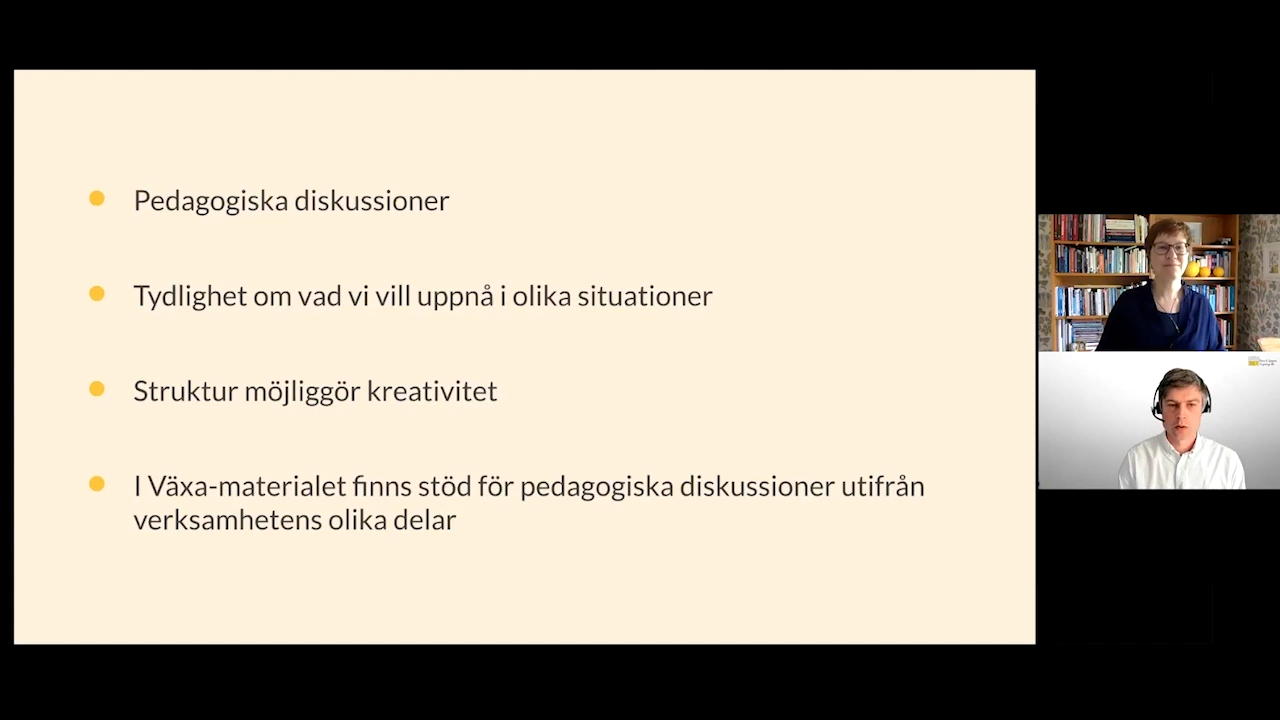 Pedagogiska diskussioner
Tydlighet om vad vi vill uppnå i olika situationer
Struktur möjliggör kreativitet
I Växa-materialet finns stöd för pedagogiska diskussioner utifrån
verksamhetens olika delar